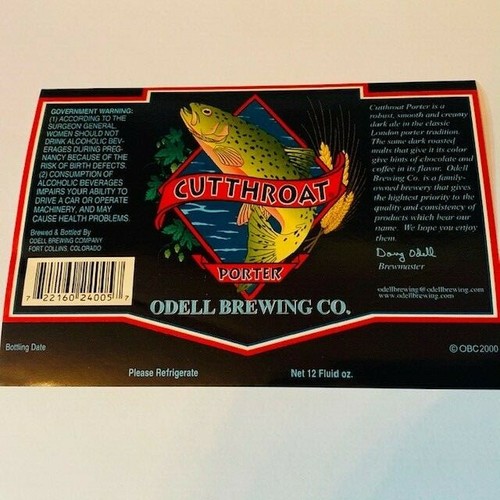 GOVERNMENT WARNING:
(1) ACCORDING TO THE
SURGEON GENERAL,
WOMEN SHOULD NOT
DRINK ALCOHOLIC BEV-
ERAGES DURING PREG-
NANCY BECAUSE OF THE
RISK OF BIRTH DEFECTS.
(2) CONSUMPTION OF
ALCOHOLIC BEVERAGES
IMPAIRS YOUR ABILITY TO
DRIVE A CAR OR OPERATE
MACHINERY, AND MAY
CAUSE HEALTH PROBLEMS
Brewed & Bottled By
ODELL BREWING COMPANY
FORT COLLINS, COLORADO
7 22160 24005 7
CUTTHROAT
PORTER
ODELL BREWING CO.
Cutthroat Porter is a
robust, smooth and creamy
dark ale in the classic
London porter tradition.
The same dark roasted
malts that give it its color
give hints of chocolate and
coffee in its flavor. Odell
Brewing Co. is a family-
owned brewery that gives
the highest priority to the
quality and consistency of
products which bear our
name. We hope you enjoy
them.
Doug Odell
Brewmaster
odellbrewing@odellbrewing.com
www.odellbrewing.com
Bottling Date
© OBC 2000
Please Refrigerate
Net 12 Fluid oz.